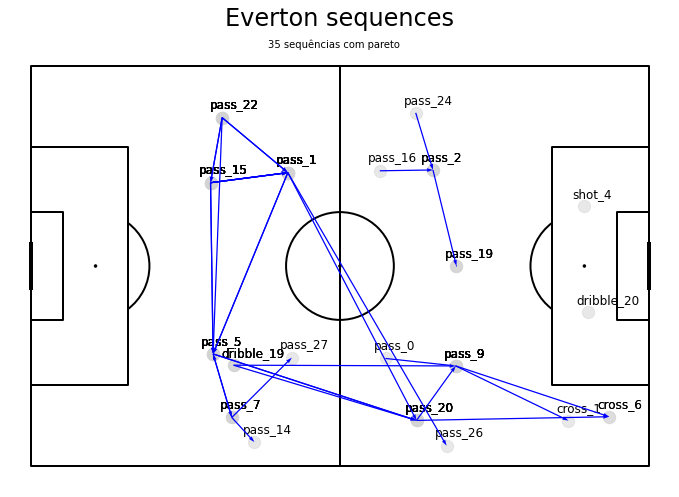 Everton sequences
35 sequências com pareto
pass_24
pass_22
pass_16
pass_2
pass_1
pass_15
shot_4
pass_19
dribble_20
pass_5
pass_27
pass_0
dribble_19
pass_9
pass_7
pass_20
cross_6
pass_14
pass_26